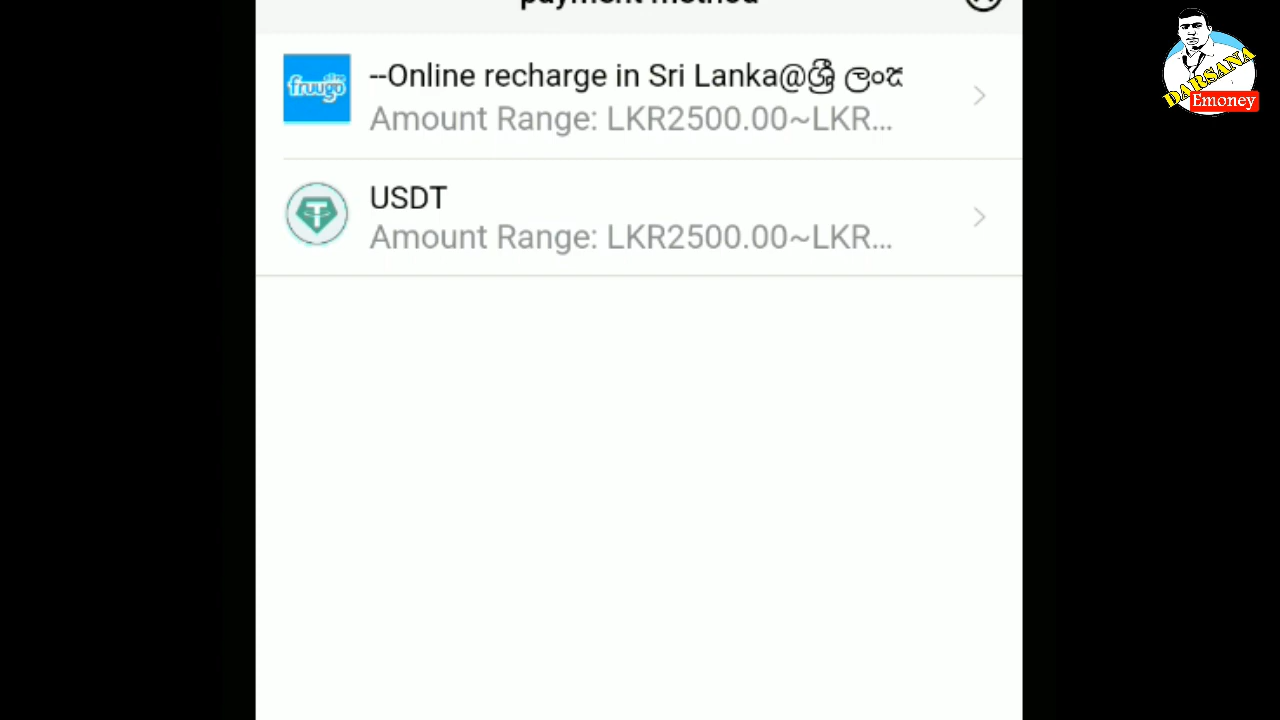 payment method
--Online recharge in Sri Lanka@ශ්‍රී ලංක
Amount Range: LKR2500.00~LKR...
USDT
Amount Range: LKR2500.00~LKR...
fruugo
DARSANA
Emoney